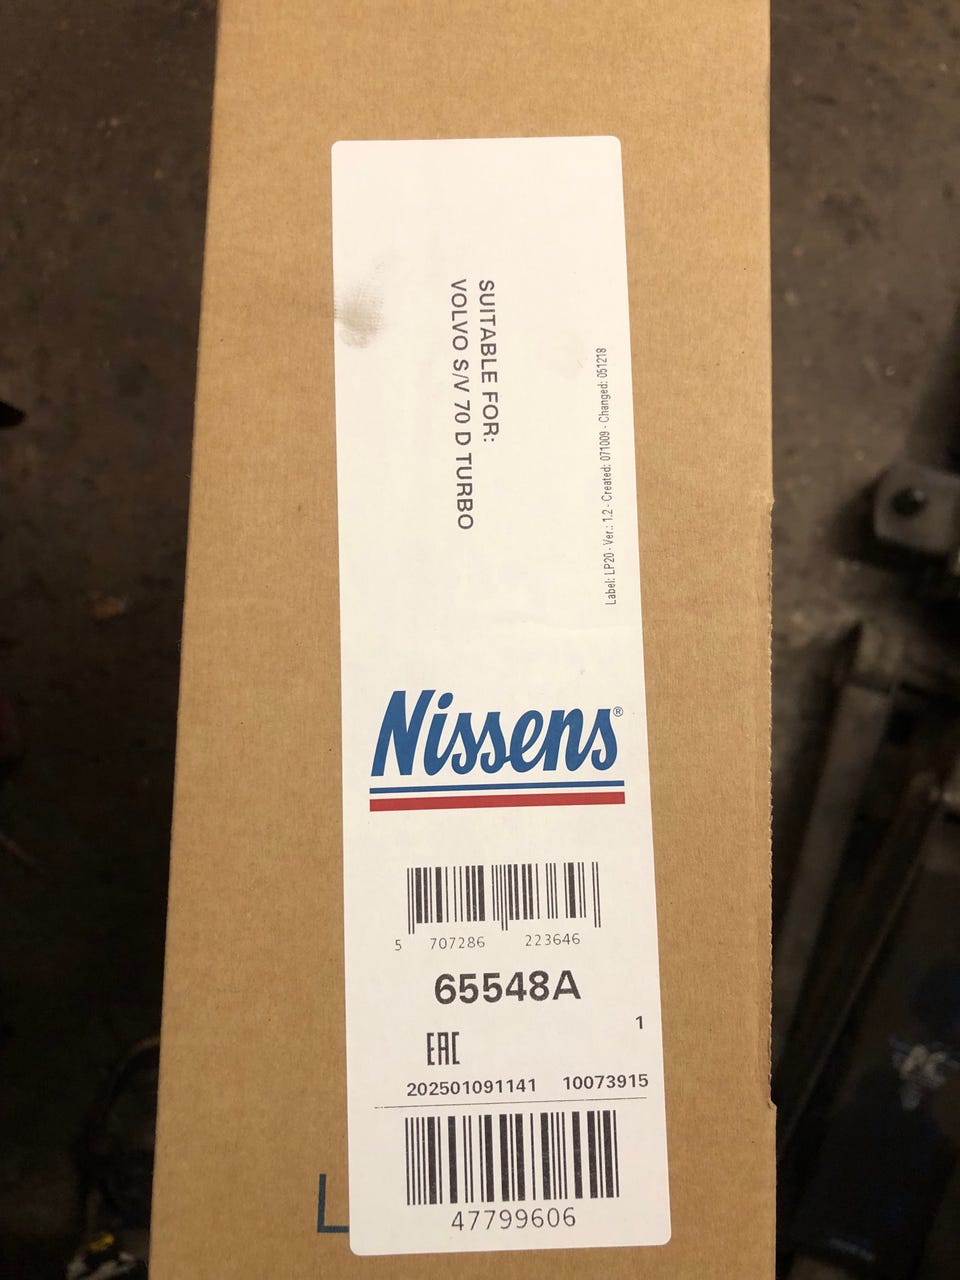 SUITABLE FOR:
VOLVO S/V 70 D TURBO
Label: LP20 - Ver.: 1.2 - Created: 071009 - Changed: 051218
Nissens®
5 707286 223646
65548A
1
EAC
202501091141 10073915
47799606